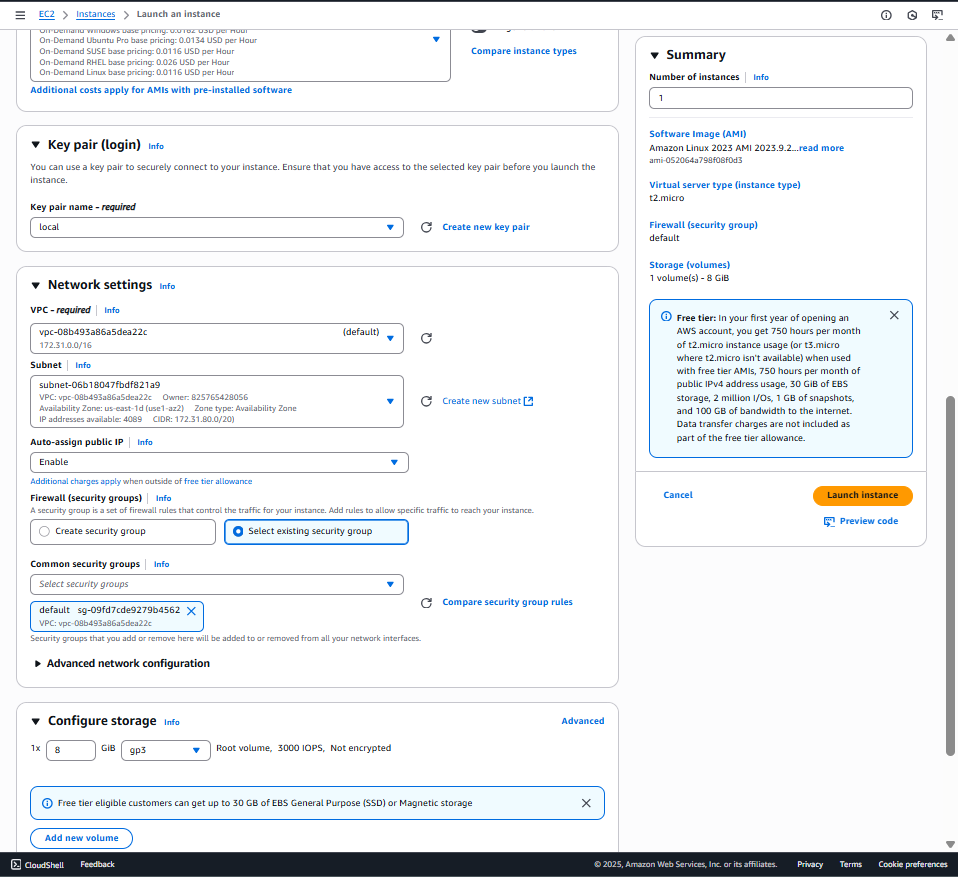 EC2 > Instances > Launch an instance
On-Demand Ubuntu Pro base pricing: 0.0134 USD per Hour
On-Demand SUSE base pricing: 0.0116 USD per Hour
On-Demand RHEL base pricing: 0.026 USD per Hour
On-Demand Linux base pricing: 0.0116 USD per Hour
Compare instance types
Additional costs apply for AMIs with pre-installed software
Key pair (login) Info
You can use a key pair to securely connect to your instance. Ensure that you have access to the selected key pair before you launch the
instance.
Key pair name - required
local
Create new key pair
Network settings Info
VPC - required Info
vpc-08b493a86a5dea22c (default)
172.31.0.0/16
Subnet Info
subnet-06b18047fbdf821a9
VPC: vpc-08b493a86a5dea22c Owner: 825765428056
Availability Zone: us-east-1d (use1-az2) Zone type: Availability Zone
IP addresses available: 4089 CIDR: 172.31.80.0/20)
Create new subnet
Auto-assign public IP Info
Enable
Additional charges apply when outside of free tier allowance
Firewall (security groups) Info
A security group is a set of firewall rules that control the traffic for your instance. Add rules to allow specific traffic to reach your instance.
Create security group
Select existing security group
Common security groups Info
Select security groups
default sg-09fd7cde9279b4562
VPC: vpc-08b493a86a5dea22c
Compare security group rules
Security groups that you add or remove here will be added to or removed from all your network interfaces.
Advanced network configuration
Configure storage Info
Advanced
1x 8 GiB gp3 Root volume, 3000 IOPS, Not encrypted
Free tier eligible customers can get up to 30 GB of EBS General Purpose (SSD) or Magnetic storage
Add new volume
Summary
Number of instances Info
1
Software Image (AMI)
Amazon Linux 2023 AMI 2023.9.2...read more
ami-052064a798f08f0d3
Virtual server type (instance type)
t2.micro
Firewall (security group)
default
Storage (volumes)
1 volume(s) - 8 GiB
Free tier: In your first year of opening an
AWS account, you get 750 hours per month
of t2.micro instance usage (or t3.micro
where t2.micro isn't available) when used
with free tier AMIs, 750 hours per month of
public IPv4 address usage, 30 GiB of EBS
storage, 2 million I/Os, 1 GB of snapshots,
and 100 GB of bandwidth to the internet.
Data transfer charges are not included as
part of the free tier allowance.
Cancel
Launch instance
Preview code
CloudShell Feedback
© 2025, Amazon Web Services, Inc. or its affiliates. Privacy Terms Cookie preferences